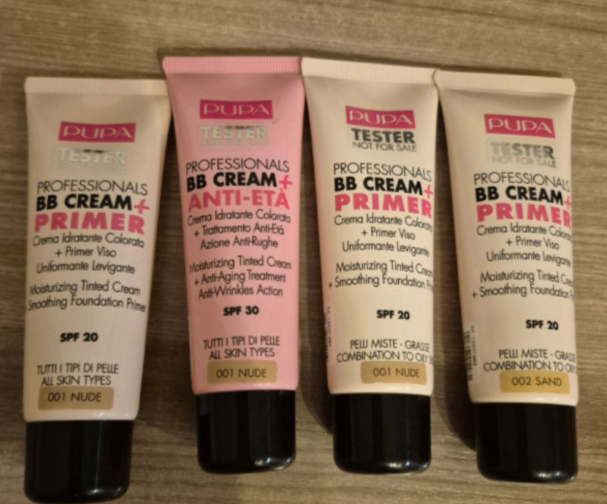 PUPA
TESTER
PROFESSIONALS
BB CREAM+
PRIMER
Crema Idratante Colorata
+ Primer Viso
Uniformante Levigante
Moisturizing Tinted Cream
+ Smoothing Foundation Primer
SPF 20
TUTTI I TIPI DI PELLE
ALL SKIN TYPES
001 NUDE
PUPA
TESTER
PROFESSIONALS
BB CREAM+
ANTI-ETÀ
Crema Idratante Colorata
+ Trattamento Anti-Età
Azione Anti-Rughe
Moisturizing Tinted Cream
+ Anti-Aging Treatment
Anti-Wrinkles Action
SPF 30
TUTTI I TIPI DI PELLE
ALL SKIN TYPES
001 NUDE
PUPA
TESTER
NOT FOR SALE
PROFESSIONALS
BB CREAM+
PRIMER
Crema Idratante Colorata
+ Primer Viso
Uniformante Levigante
Moisturizing Tinted Cream
+ Smoothing Foundation
SPF 20
PELLI MISTE - GRASSE
COMBINATION TO OILY
001 NUDE
PUPA
TESTER
NOT FOR SALE
PROFESSIONALS
BB CREAM+
PRIMER
Crema Idratante Colorata
+ Primer Viso
Uniformante Levigante
Moisturizing Tinted Cream
+ Smoothing Foundation
SPF 20
PELLI MISTE - GRASSE
COMBINATION TO OILY
002 SAND